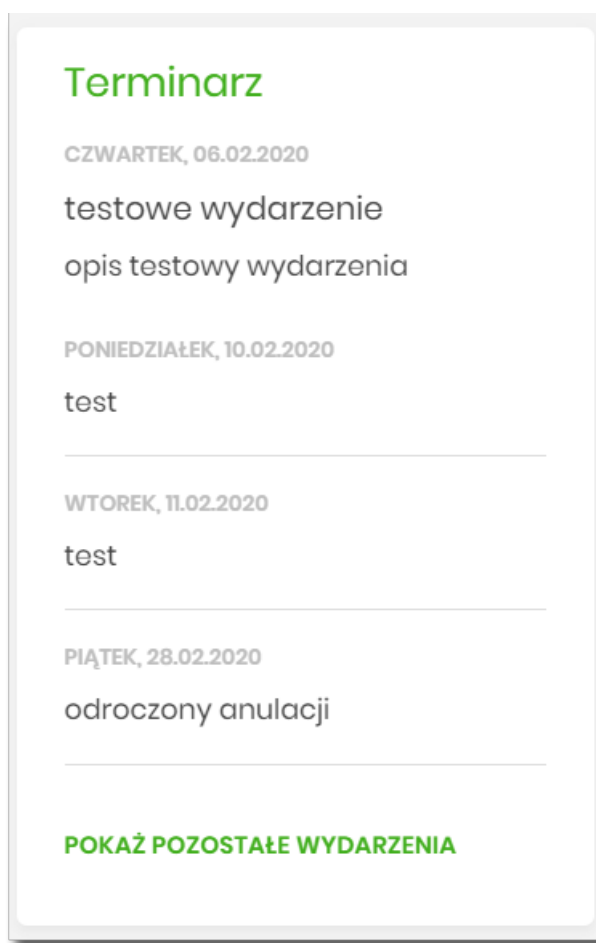 Terminarz
CZWARTEK, 06.02.2020
testowe wydarzenie
opis testowy wydarzenia
PONIEDZIAŁEK, 10.02.2020
test
WTOREK, 11.02.2020
test
PIĄTEK, 28.02.2020
odroczony anulacji
POKAŻ POZOSTAŁE WYDARZENIA